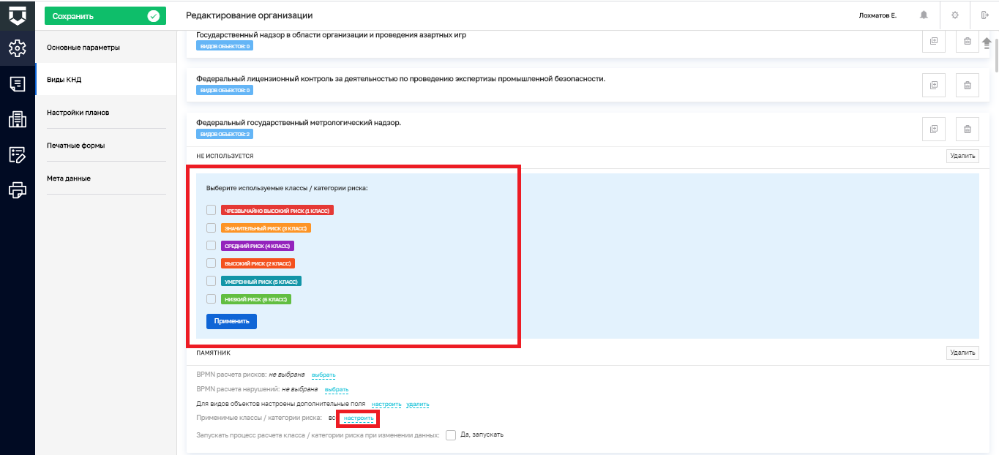 Сохранить
Редактирование организации
Лохматов Е.
Основные параметры
Виды КНД
Настройки планов
Печатные формы
Мета данные
Государственный надзор в области организации и проведения азартных игр
ВИДОВ ОБЪЕКТОВ: 0
Федеральный лицензионный контроль за деятельностью по проведению экспертизы промышленной безопасности.
ВИДОВ ОБЪЕКТОВ: 0
Федеральный государственный метрологический надзор.
ВИДОВ ОБЪЕКТОВ: 2
НЕ ИСПОЛЬЗУЕТСЯ
Удалить
Выберите используемые классы / категории риска:
ЧРЕЗВЫЧАЙНО ВЫСОКИЙ РИСК (1 КЛАСС)
ЗНАЧИТЕЛЬНЫЙ РИСК (3 КЛАСС)
СРЕДНИЙ РИСК (4 КЛАСС)
ВЫСОКИЙ РИСК (2 КЛАСС)
УМЕРЕННЫЙ РИСК (5 КЛАСС)
НИЗКИЙ РИСК (6 КЛАСС)
Применить
ПАМЯТНИК
Удалить
BPMN расчета рисков: не выбрана выбрать
BPMN расчета нарушений: не выбрана выбрать
Для видов объектов настроены дополнительные поля настроить удалить
Применимые классы / категории риска: настроить
Запускать процесс расчета класса / категории риска при изменении данных: Да, запускать